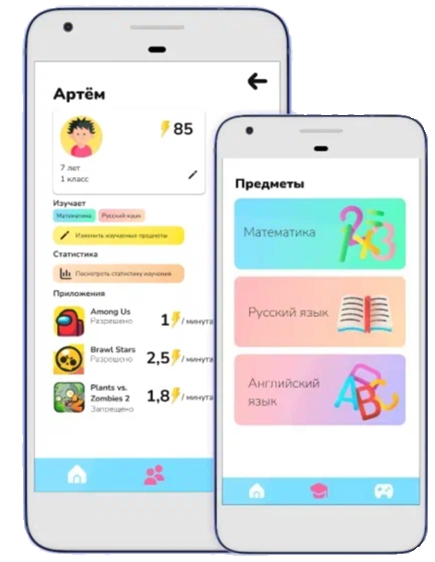 Артём
85
7 лет
1 класс
Изучает
Математика
Русский язык
Изменить изучаемые предметы
Статистика
Посмотреть статистику изучения
Приложения
Among Us
Разрешено
1 / минута
Brawl Stars
Разрешено
2,5 / минута
Plants vs.
Zombies 2
Запрещено
1,8 / минута
Предметы
Математика
Русский язык
Английский
язык
ABC